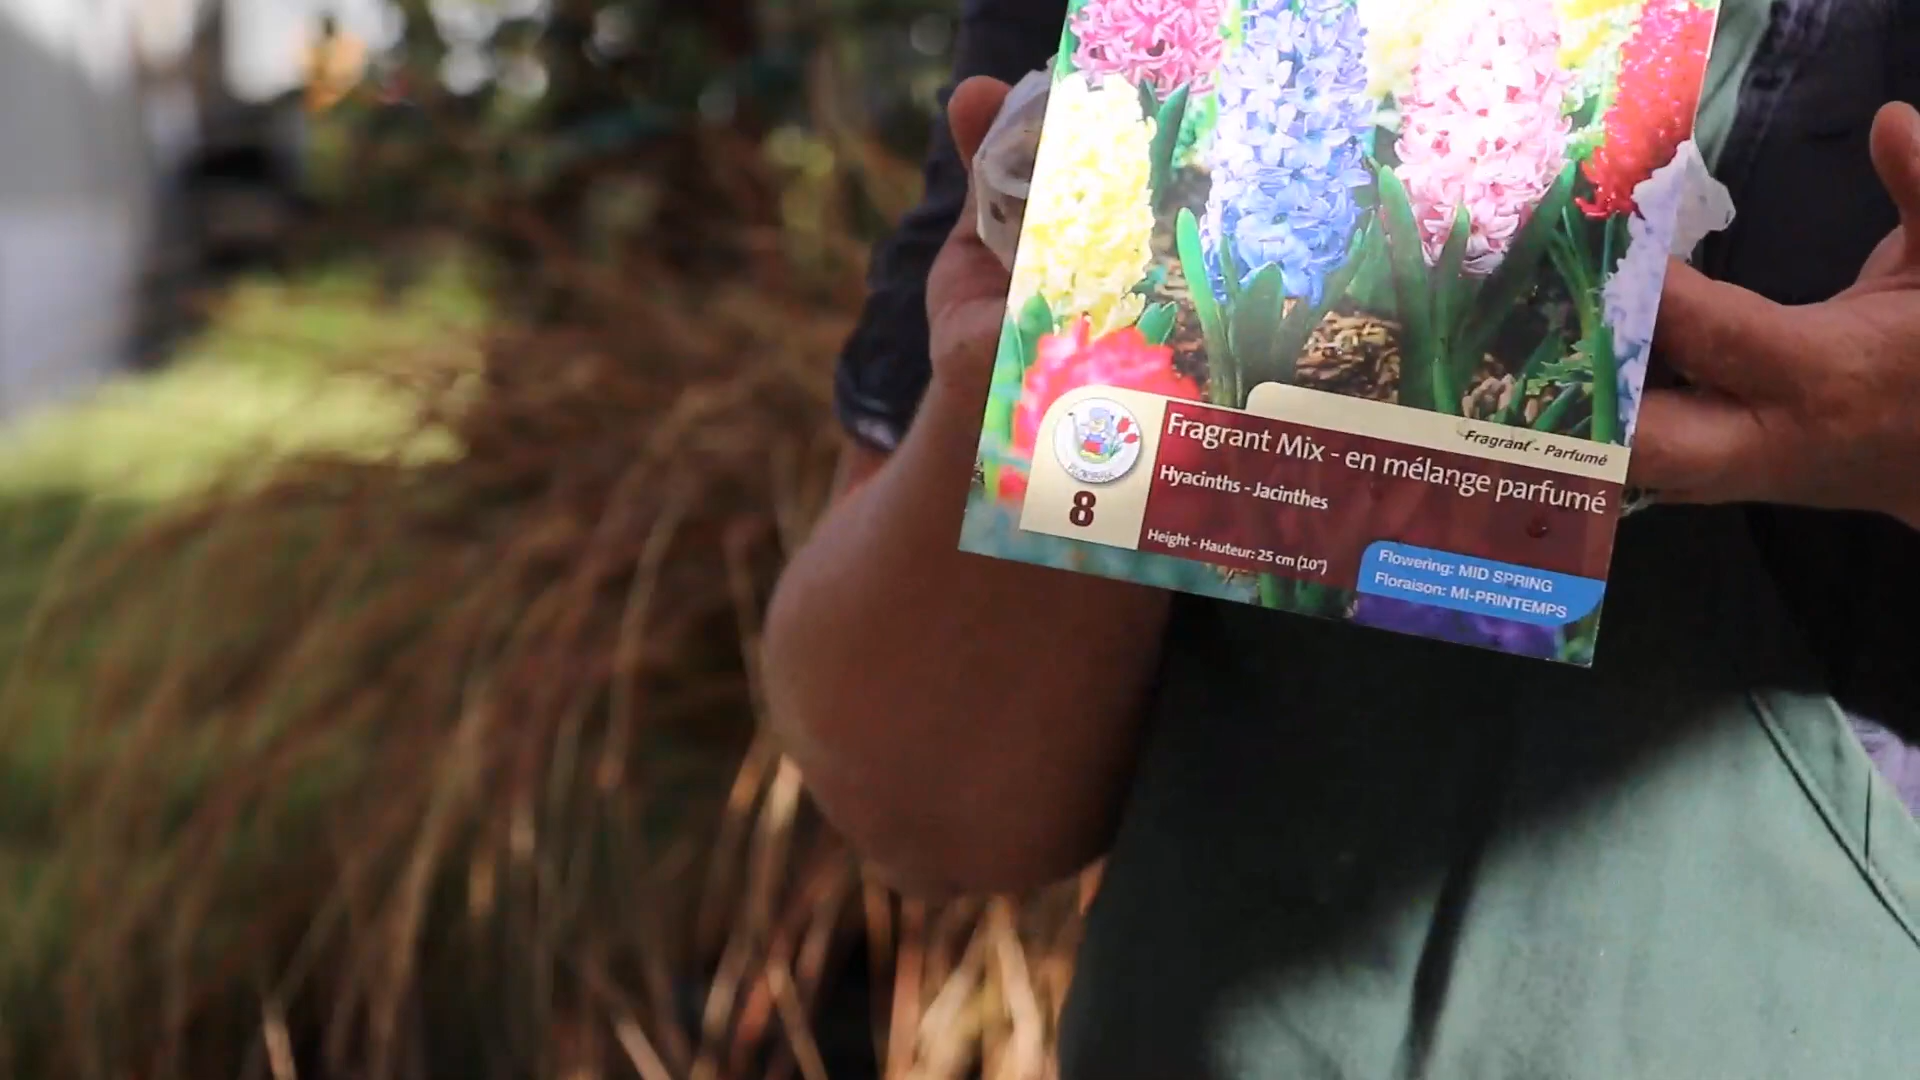 Fragrant - Parfumé
Fragrant Mix - en mélange parfumé
Hyacinths - Jacinthes
8
Height - Hauteur: 25 cm (10")
Flowering: MID SPRING
Floraison: MI-PRINTEMPS